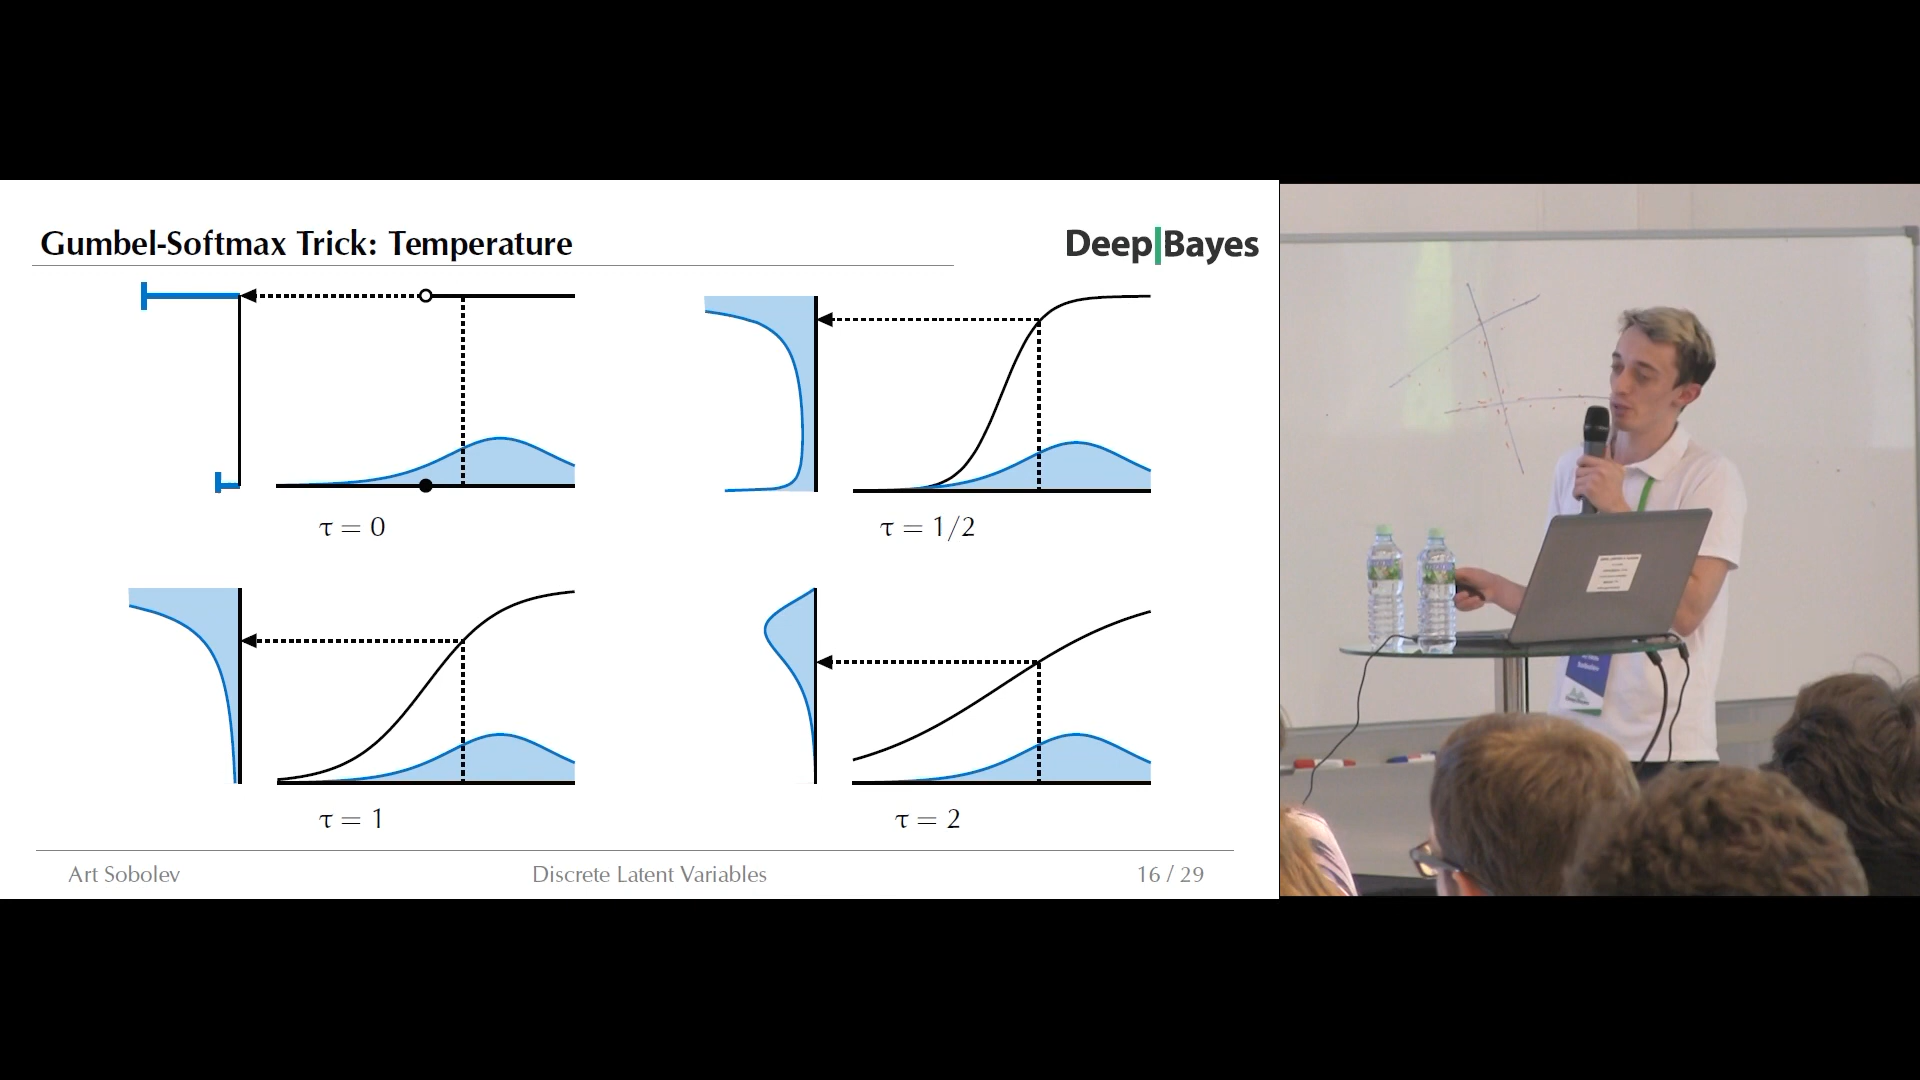 Gumbel-Softmax Trick: Temperature
Deep|Bayes
τ = 0
τ = 1/2
τ = 1
τ = 2
Art Sobolev
Discrete Latent Variables
16 / 29